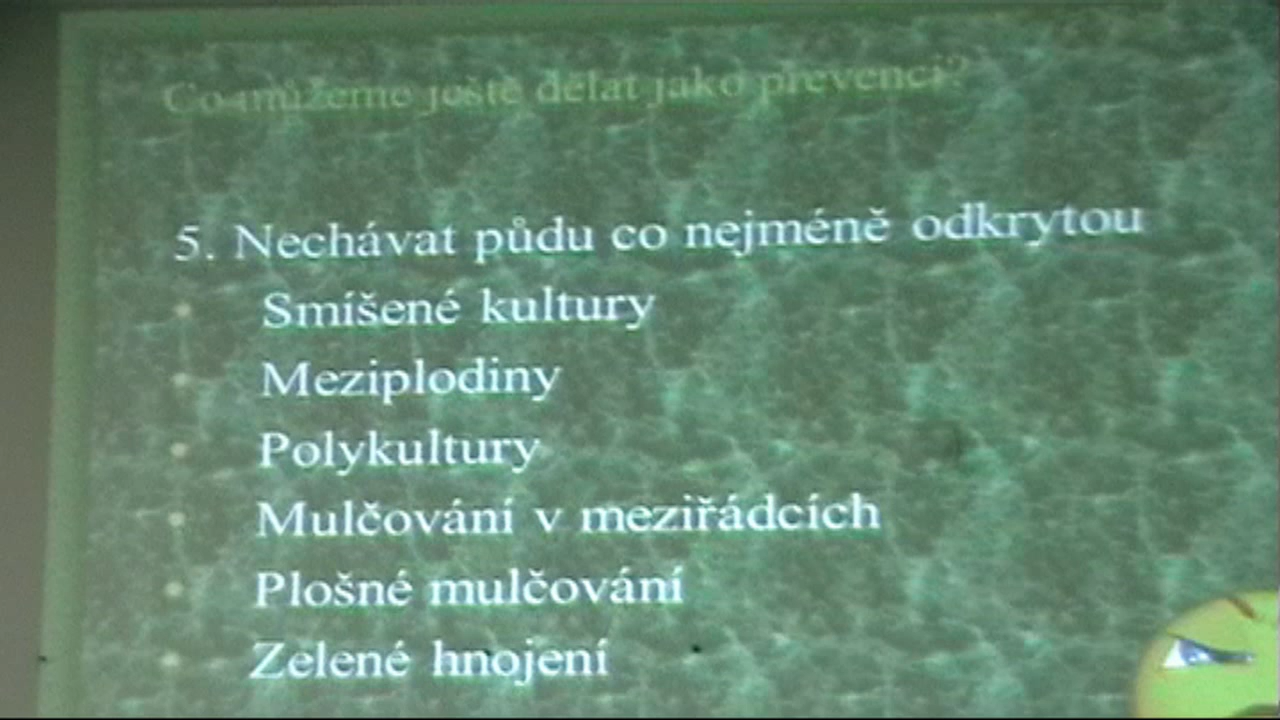 Co můžeme ještě dělat jako prevenci?
5. Nechávat půdu co nejméně odkrytou
Smíšené kultury
Meziplodiny
Polykultury
Mulčování v meziřádcích
Plošné mulčování
Zelené hnojení